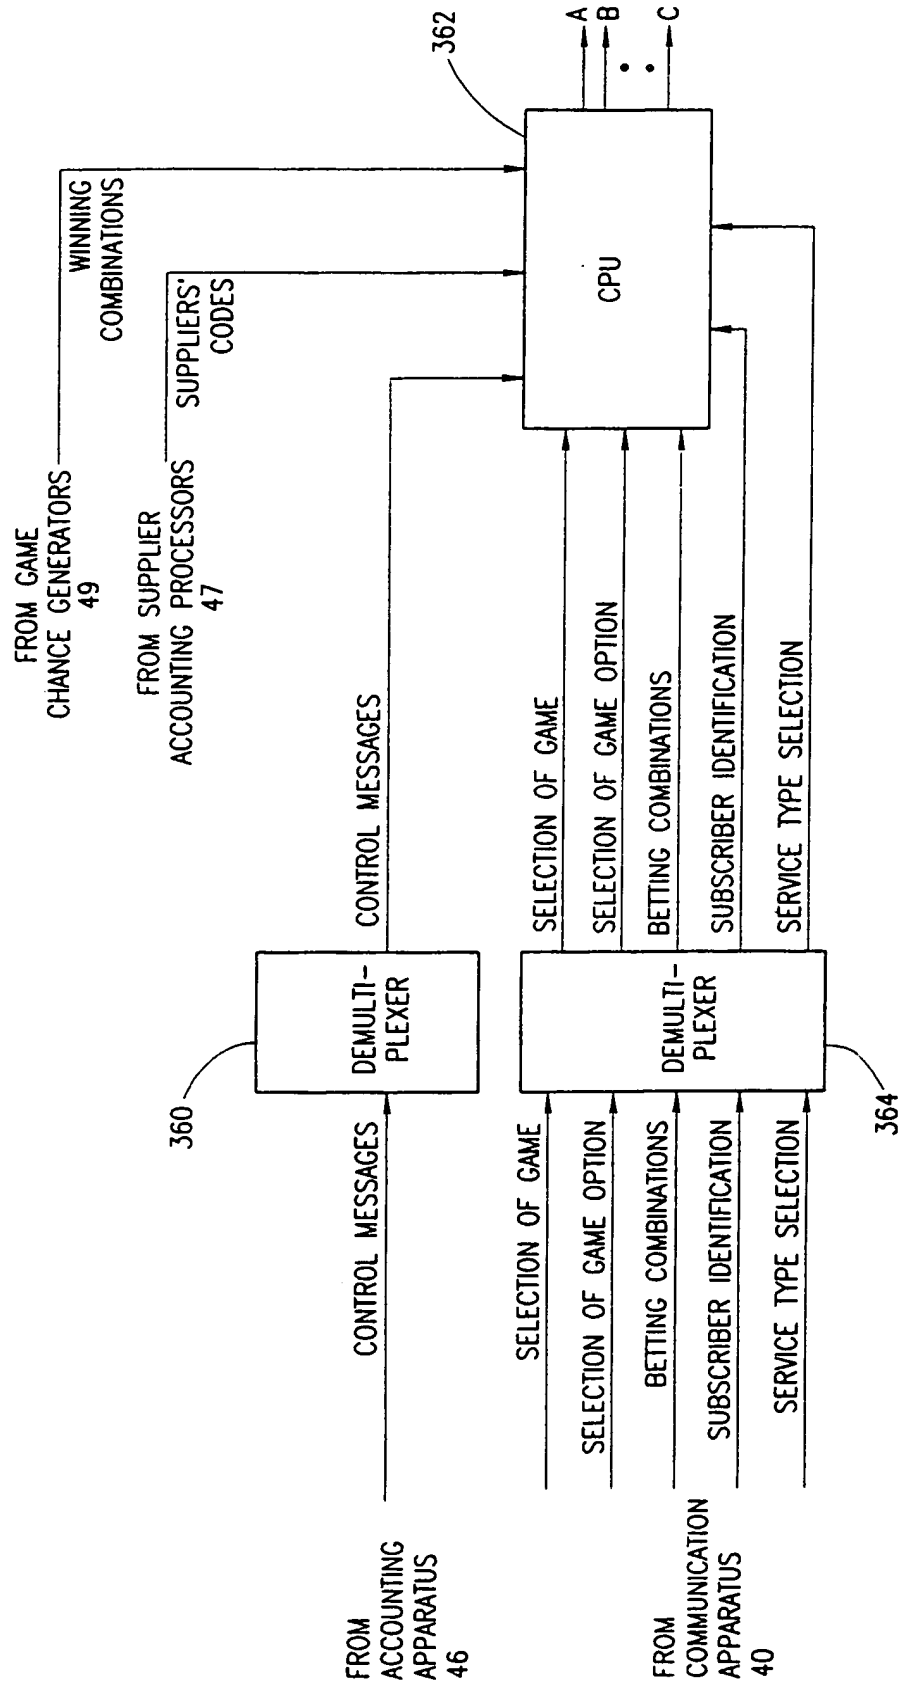 FROM GAME
CHANCE GENERATORS
49
WINNING
COMBINATIONS
FROM SUPPLIER
ACCOUNTING PROCESSORS
47
SUPPLIERS'
CODES
362
360
FROM
ACCOUNTING
APPARATUS
46
CONTROL MESSAGES
DEMULTI-
PLEXER
CONTROL MESSAGES
CPU
A
B
C
FROM
COMMUNICATION
APPARATUS
40
SELECTION OF GAME
SELECTION OF GAME OPTION
BETTING COMBINATIONS
SUBSCRIBER IDENTIFICATION
SERVICE TYPE SELECTION
DEMULTI-
PLEXER
364
SELECTION OF GAME
SELECTION OF GAME OPTION
BETTING COMBINATIONS
SUBSCRIBER IDENTIFICATION
SERVICE TYPE SELECTION